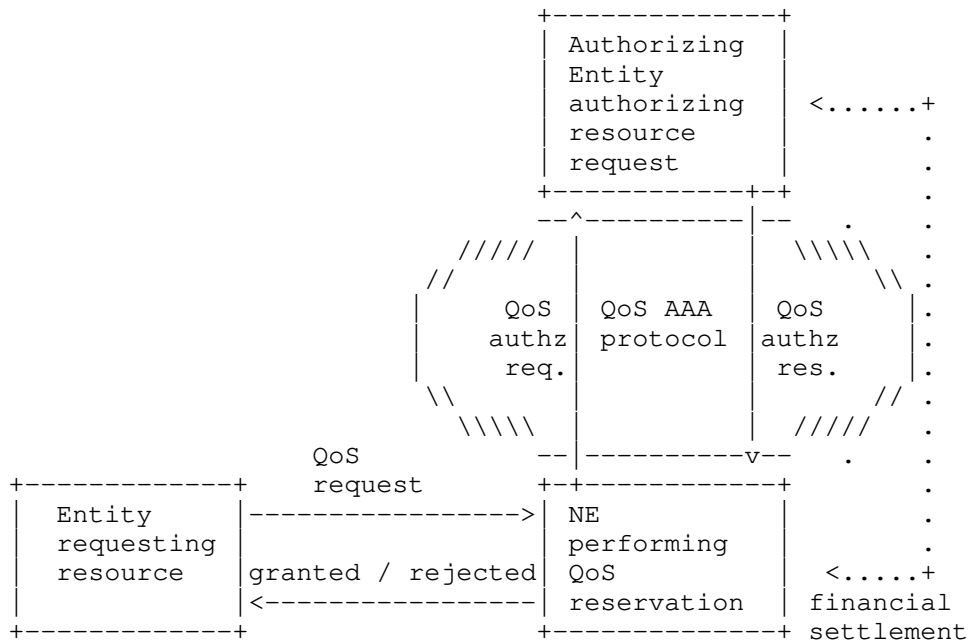 Authorizing
Entity
authorizing
resource
request
QoS QoS AAA QoS
authz protocol authz
req. res.
QoS
request
Entity
requesting
resource
NE
performing
QoS
reservation
granted / rejected
financial
settlement